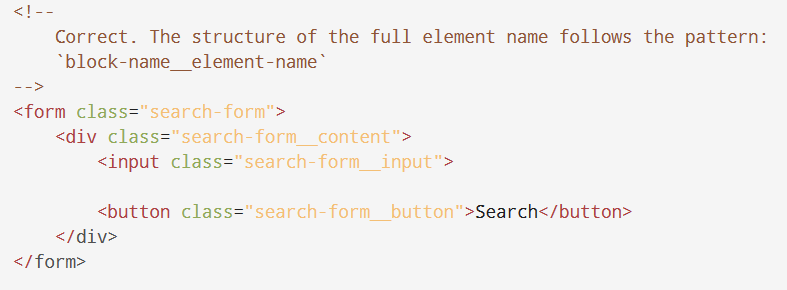 <!--
Correct. The structure of the full element name follows the pattern:
`block-name__element-name`
-->
<form class="search-form">
<div class="search-form__content">
<input class="search-form__input">
<button class="search-form__button">Search</button>
</div>
</form>